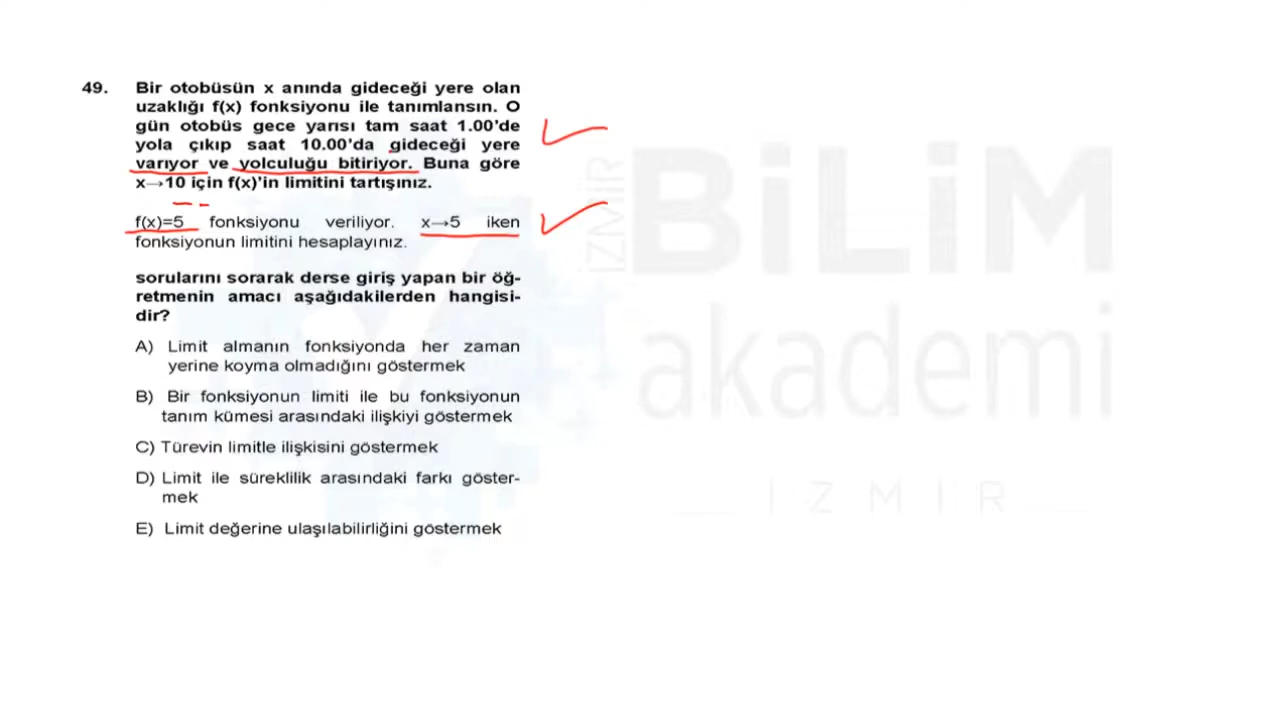 49. Bir otobüsün x anında gideceği yere olan
uzaklığı f(x) fonksiyonu ile tanımlansın. O
gün otobüs gece yarısı tam saat 1.00'de
yola çıkıp saat 10.00'da gideceği yere
varıyor ve yolculuğu bitiriyor. Buna göre
x→10 için f(x)'in limitini tartışınız.
f(x)=5 fonksiyonu veriliyor. x→5 iken
fonksiyonun limitini hesaplayınız.
sorularını sorarak derse giriş yapan bir öğ-
retmenin amacı aşağıdakilerden hangisi-
dir?
A) Limit almanın fonksiyonda her zaman
yerine koyma olmadığını göstermek
B) Bir fonksiyonun limiti ile bu fonksiyonun
tanım kümesi arasındaki ilişkiyi göstermek
C) Türevin limitle ilişkisini göstermek
D) Limit ile süreklilik arasındaki farkı göster-
mek
E) Limit değerine ulaşılabilirliğini göstermek
İZMİR
BİLİM
akademi
İZMİR